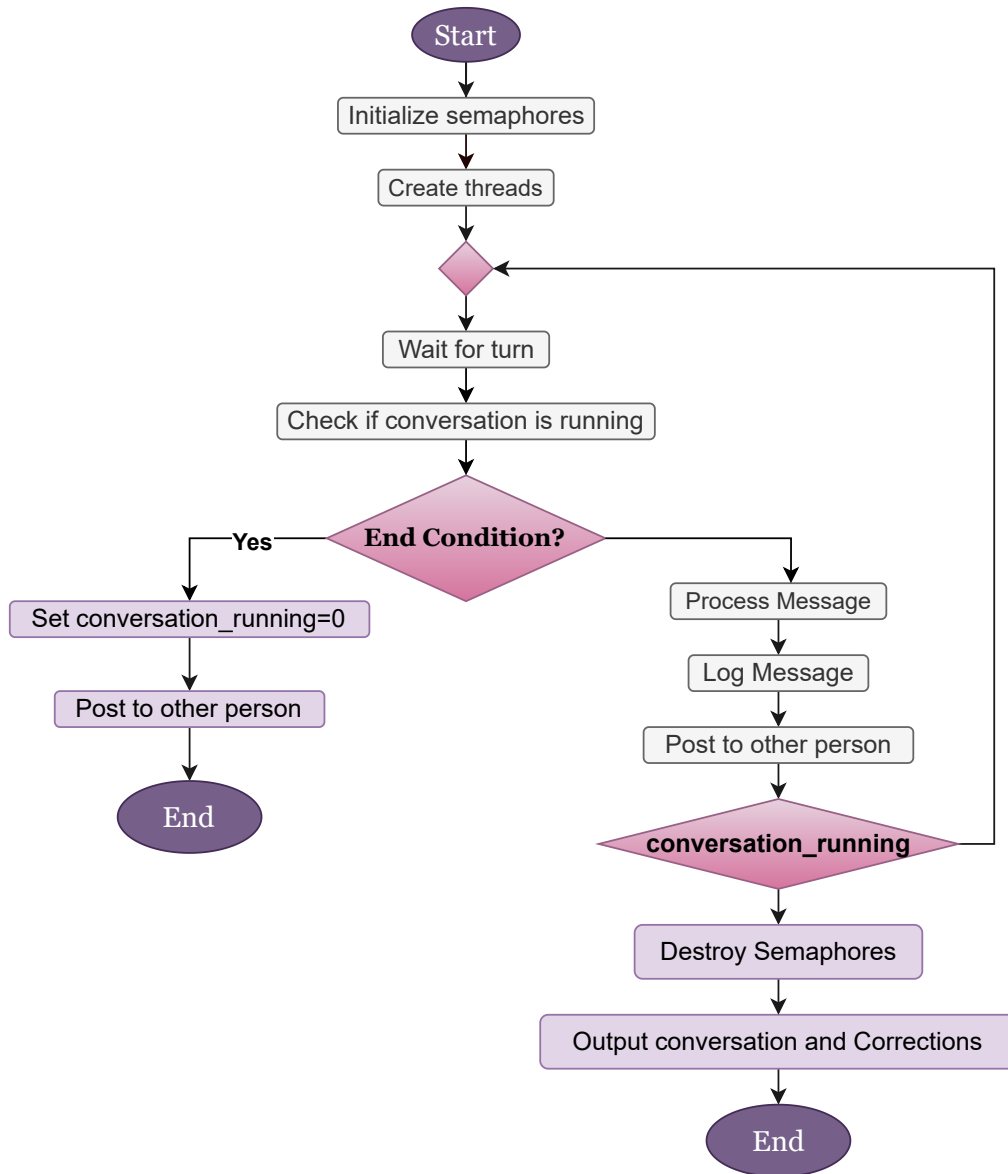 Start
Initialize semaphores
Create threads
Wait for turn
Check if conversation is running
End Condition?
Yes
Set conversation_running=0
Post to other person
End
Process Message
Log Message
Post to other person
conversation_running
Destroy Semaphores
Output conversation and Corrections
End